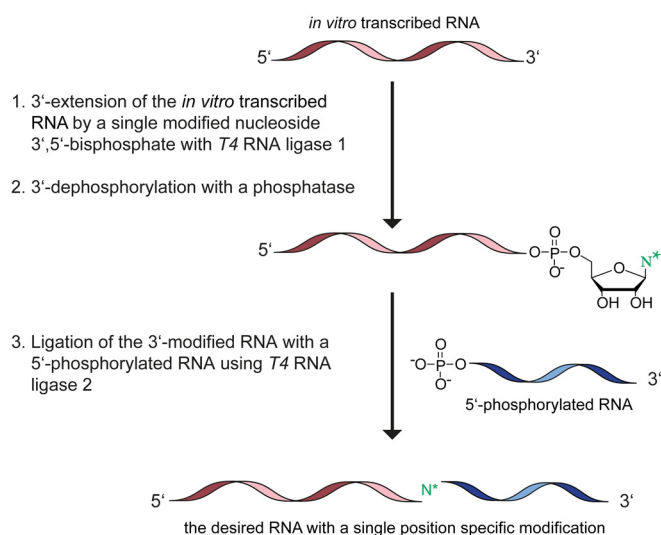 in vitro transcribed RNA
5‘
3‘
1. 3‘-extension of the in vitro transcribed
RNA by a single modified nucleoside
3‘,5‘-bisphosphate with T4 RNA ligase 1
2. 3‘-dephosphorylation with a phosphatase
5‘
O
O-P-O
O-
O
N*
OH OH
3. Ligation of the 3‘-modified RNA with a
5‘-phosphorylated RNA using T4 RNA
ligase 2
O
-O-P-O
O-
3‘
5‘-phosphorylated RNA
5‘
N*
3‘
the desired RNA with a single position specific modification